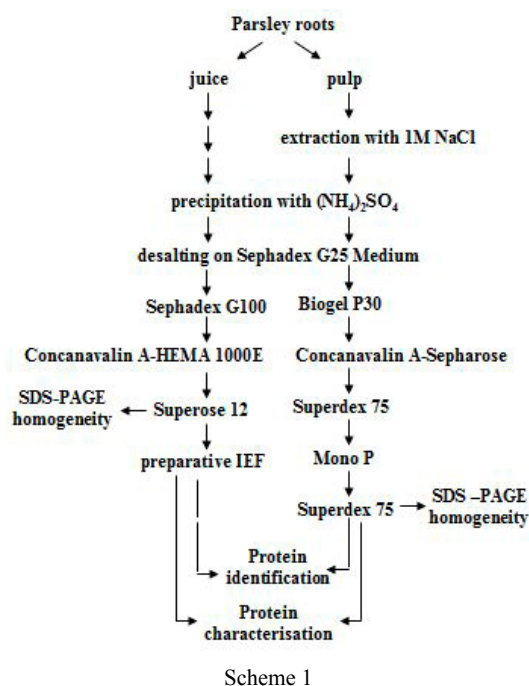 Parsley roots
juice
pulp
extraction with 1M NaCl
precipitation with (NH4)2SO4
desalting on Sephadex G25 Medium
Sephadex G100
Biogel P30
Concanavalin A-HEMA 1000E
Concanavalin A-Sepharose
SDS-PAGE
homogeneity
Superose 12
Superdex 75
preparative IEF
Mono P
Superdex 75
SDS –PAGE
homogeneity
Protein
identification
Protein
characterisation
Scheme 1